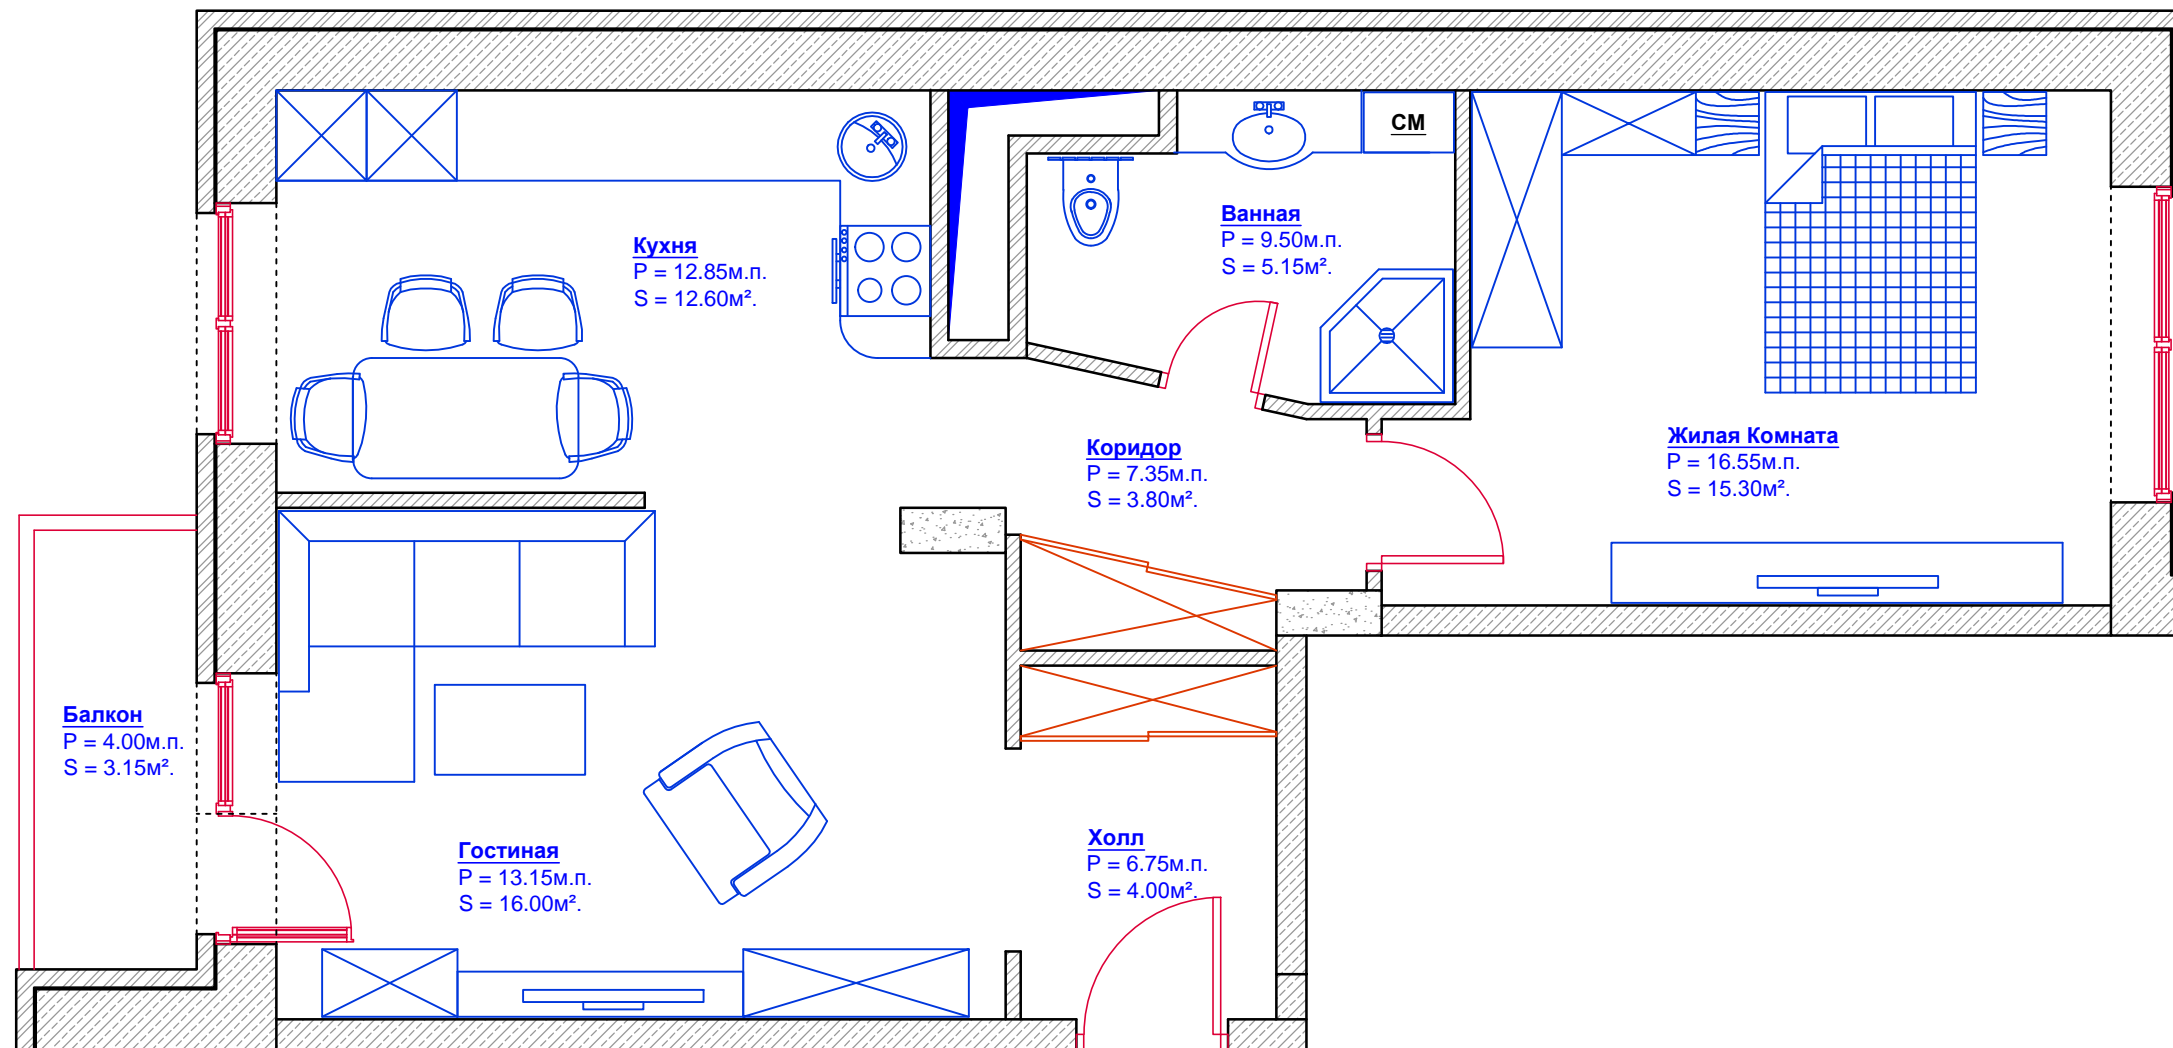 СМ
Ванная
P = 9.50м.п.
S = 5.15м².
Кухня
P = 12.85м.п.
S = 12.60м².
Коридор
P = 7.35м.п.
S = 3.80м².
Жилая Комната
P = 16.55м.п.
S = 15.30м².
Балкон
P = 4.00м.п.
S = 3.15м².
Гостиная
P = 13.15м.п.
S = 16.00м².
Холл
P = 6.75м.п.
S = 4.00м².